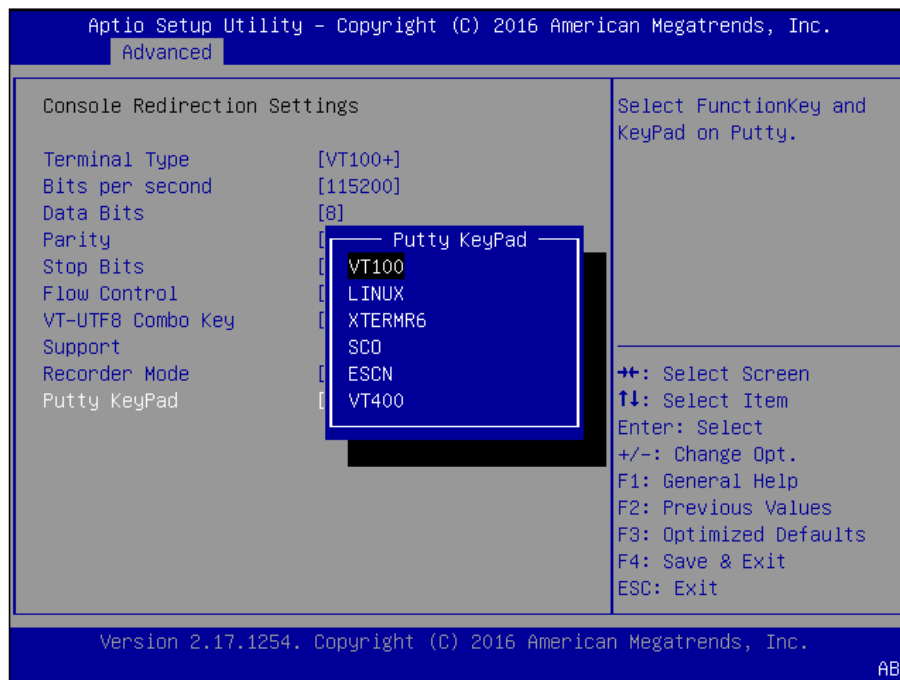 Aptio Setup Utility – Copyright (C) 2016 American Megatrends, Inc.
Advanced
Console Redirection Settings
Terminal Type [VT100+]
Bits per second [115200]
Data Bits [8]
Parity [
Stop Bits [
Flow Control [
VT-UTF8 Combo Key [
Support
Recorder Mode [
Putty KeyPad [
Putty KeyPad
VT100
LINUX
XTERMR6
SCO
ESCN
VT400
Select FunctionKey and
KeyPad on Putty.
→←: Select Screen
↑↓: Select Item
Enter: Select
+/-: Change Opt.
F1: General Help
F2: Previous Values
F3: Optimized Defaults
F4: Save & Exit
ESC: Exit
Version 2.17.1254. Copyright (C) 2016 American Megatrends, Inc.
AB